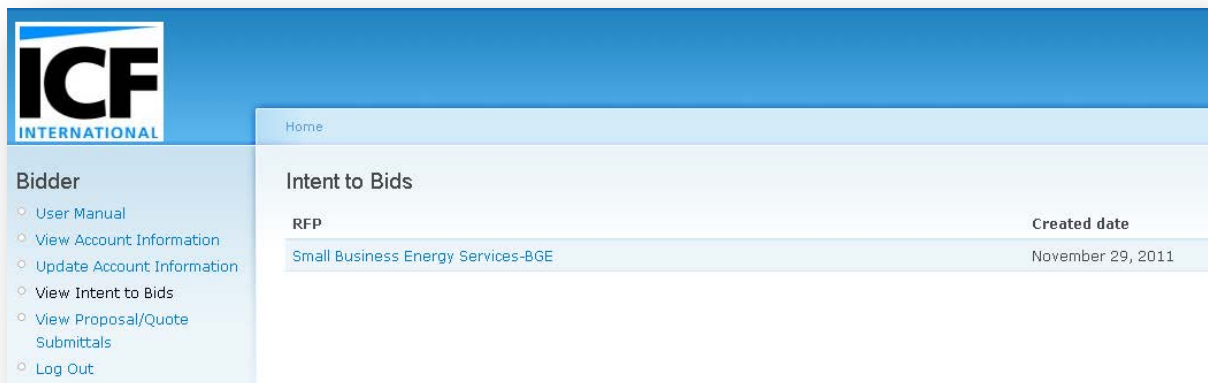 ICF
INTERNATIONAL
Home
Bidder
User Manual
View Account Information
Update Account Information
View Intent to Bids
View Proposal/Quote
Submittals
Log Out
Intent to Bids
RFP Created date
Small Business Energy Services-BGE November 29, 2011